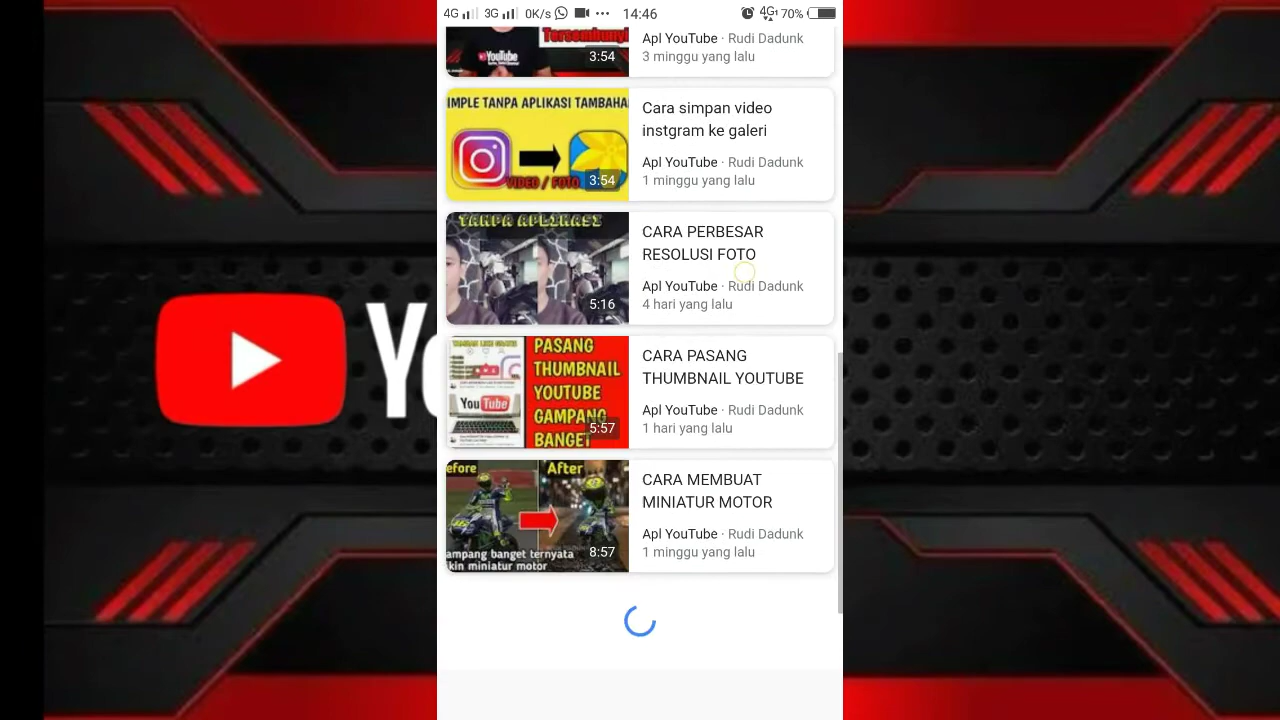 4G 3G 0K/s 14:46 4G 70%
Tersembunyi
YouTube
3:54
Apl YouTube · Rudi Dadunk
3 minggu yang lalu
IMPLE TANPA APLIKASI TAMBAHA
VIDEO / FOTO
3:54
Cara simpan video
instgram ke galeri
Apl YouTube · Rudi Dadunk
1 minggu yang lalu
TANPA APLIKASI
5:16
CARA PERBESAR
RESOLUSI FOTO
Apl YouTube · Rudi Dadunk
4 hari yang lalu
YouTube
PASANG
THUMBNAIL
YOUTUBE
GAMPANG
BANGET
5:57
CARA PASANG
THUMBNAIL YOUTUBE
Apl YouTube · Rudi Dadunk
1 hari yang lalu
efore
After
ampang banget ternyata
ikin miniatur motor
8:57
CARA MEMBUAT
MINIATUR MOTOR
Apl YouTube · Rudi Dadunk
1 minggu yang lalu
Yo